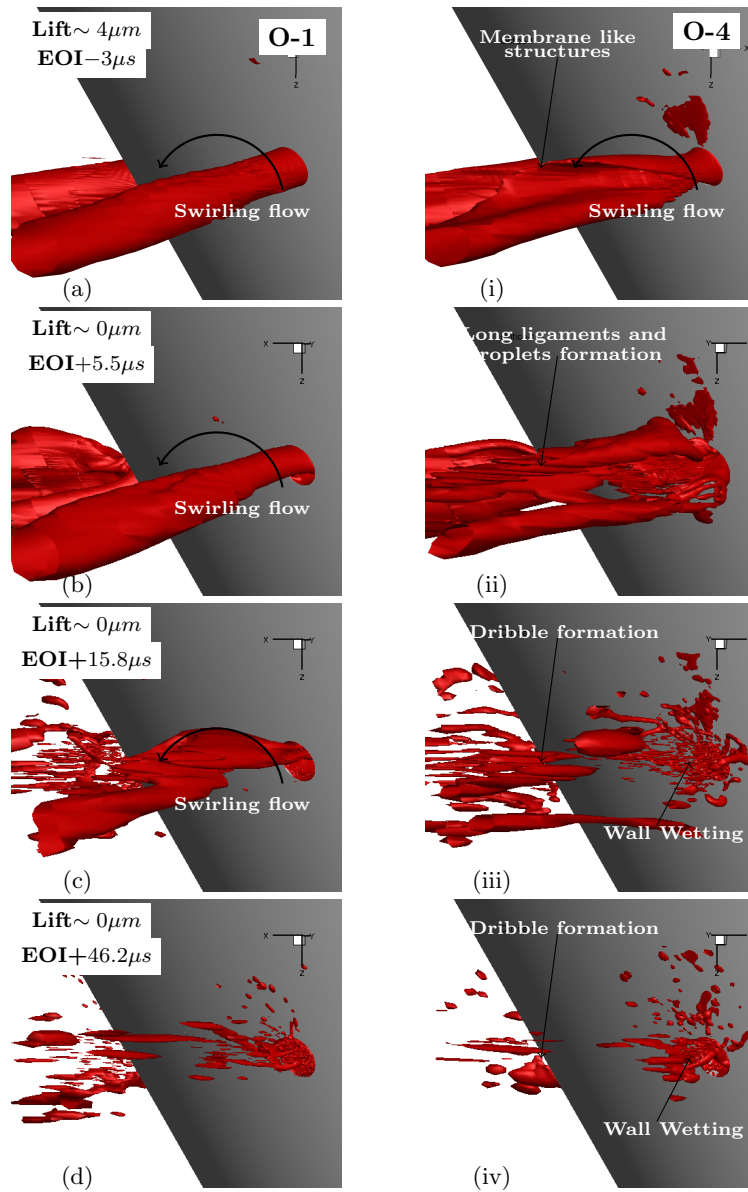 Lift∼ 4μm
EOI−3μs
O-1
Z
Swirling flow
(a)
Membrane like
structures
O-4
X
Z
Swirling flow
(i)
Lift∼ 0μm
EOI+5.5μs
X Y
Z
Swirling flow
(b)
Long ligaments and
droplets formation
Y
Z
(ii)
Lift∼ 0μm
EOI+15.8μs
X Y
Z
Swirling flow
(c)
Dribble formation
Y
Z
Wall Wetting
(iii)
Lift∼ 0μm
EOI+46.2μs
X Y
Z
(d)
Dribble formation
Y
Z
Wall Wetting
(iv)